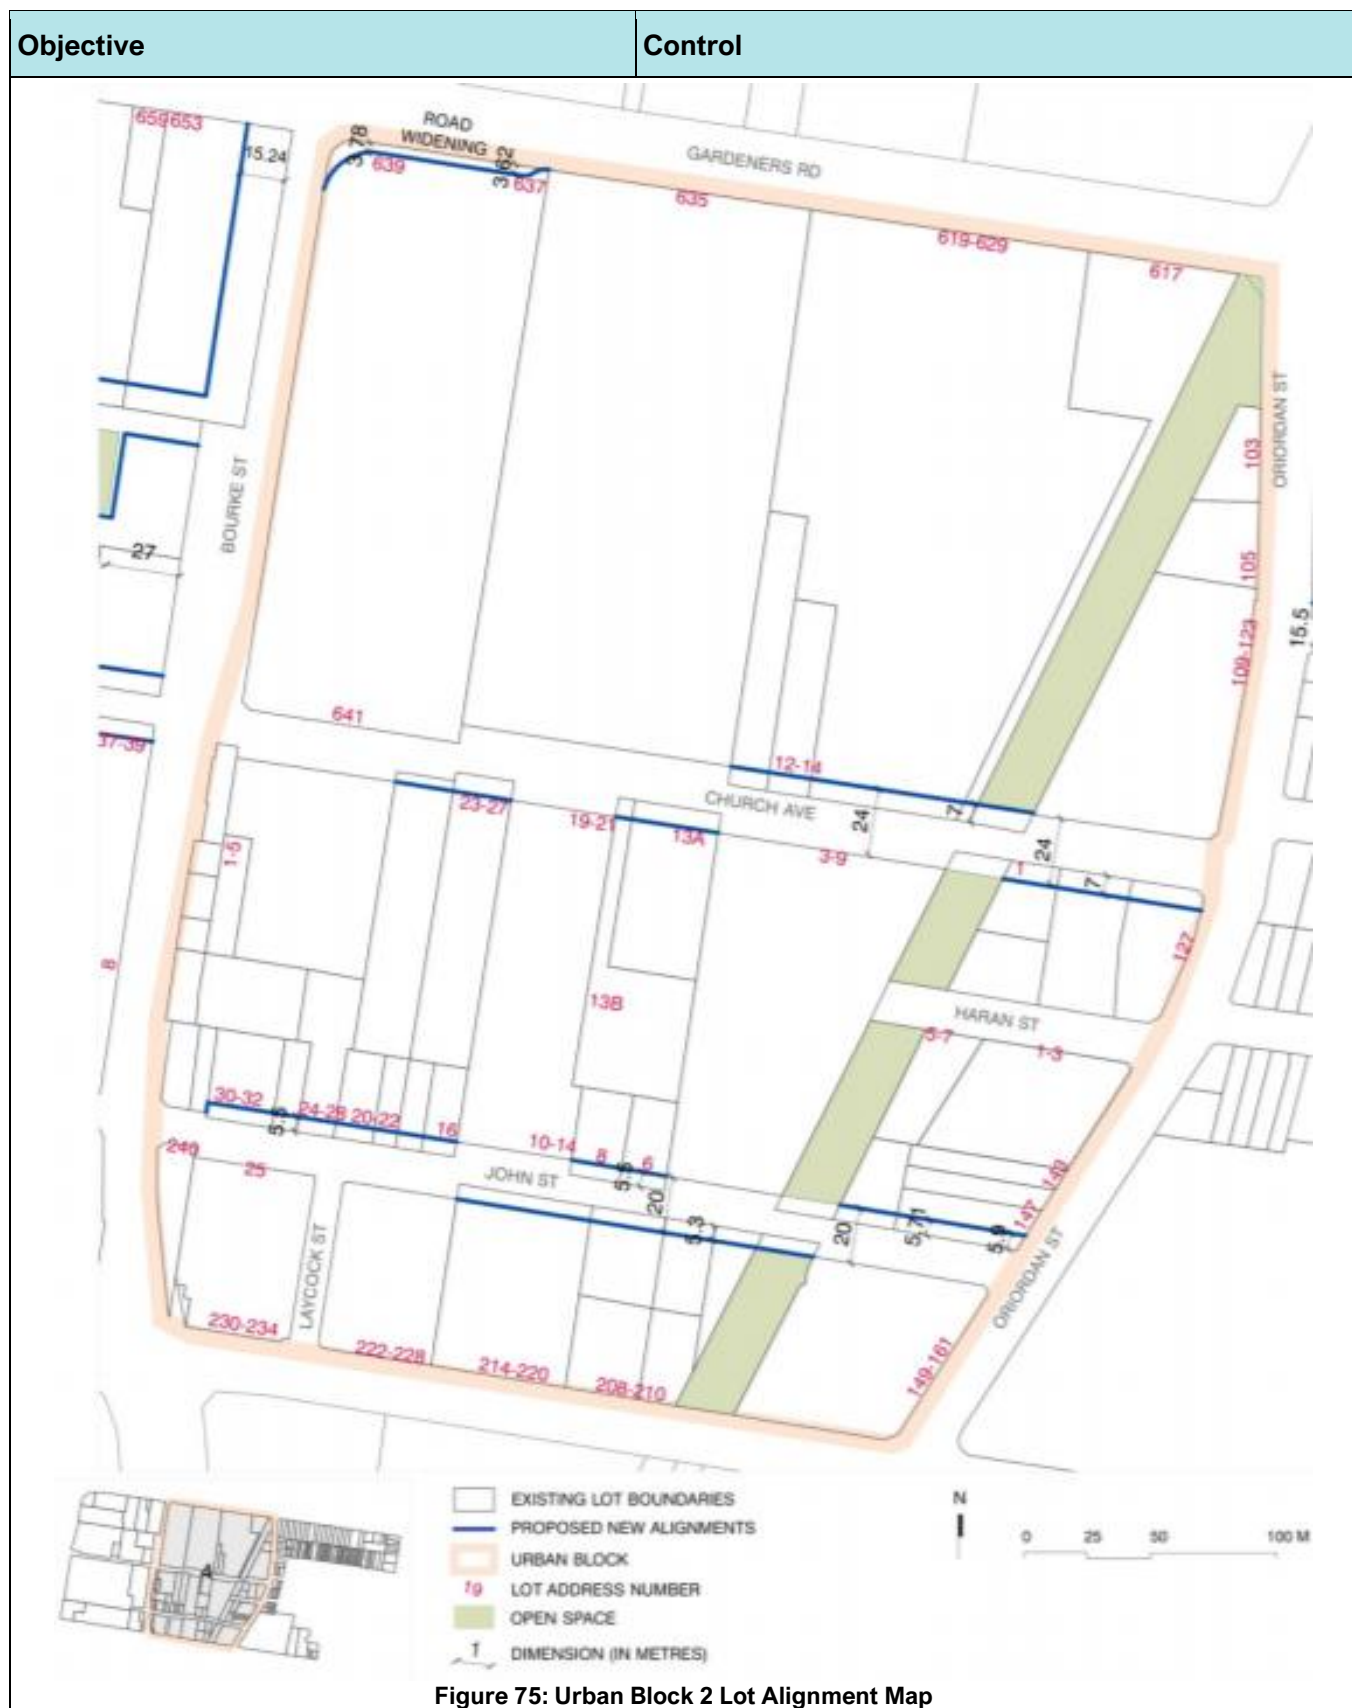 Objective
Control
659 653
15.24
3.78
ROAD
WIDENING
3.62
639
637
GARDENERS RD
635
619-629
617
ORIORDAN ST
103
105
109-123
15.5
BOURKE ST
27
641
37-39
12-14
CHURCH AVE
24
7
23-27
19-21
13A
3-9
24
1
7
1-5
127
8
13B
HARAN ST
5-7
1-3
30-32
5.5
24-28
20-22
16
10-14
8
5.5
6
20
JOHN ST
5.3
20
5.71
5.9
147
149
240
25
LAYCOCK ST
ORIORDAN ST
230-234
222-228
214-220
208-210
149-161
A
EXISTING LOT BOUNDARIES
PROPOSED NEW ALIGNMENTS
URBAN BLOCK
19 LOT ADDRESS NUMBER
OPEN SPACE
1 DIMENSION (IN METRES)
N
0 25 50 100 M
Figure 75: Urban Block 2 Lot Alignment Map